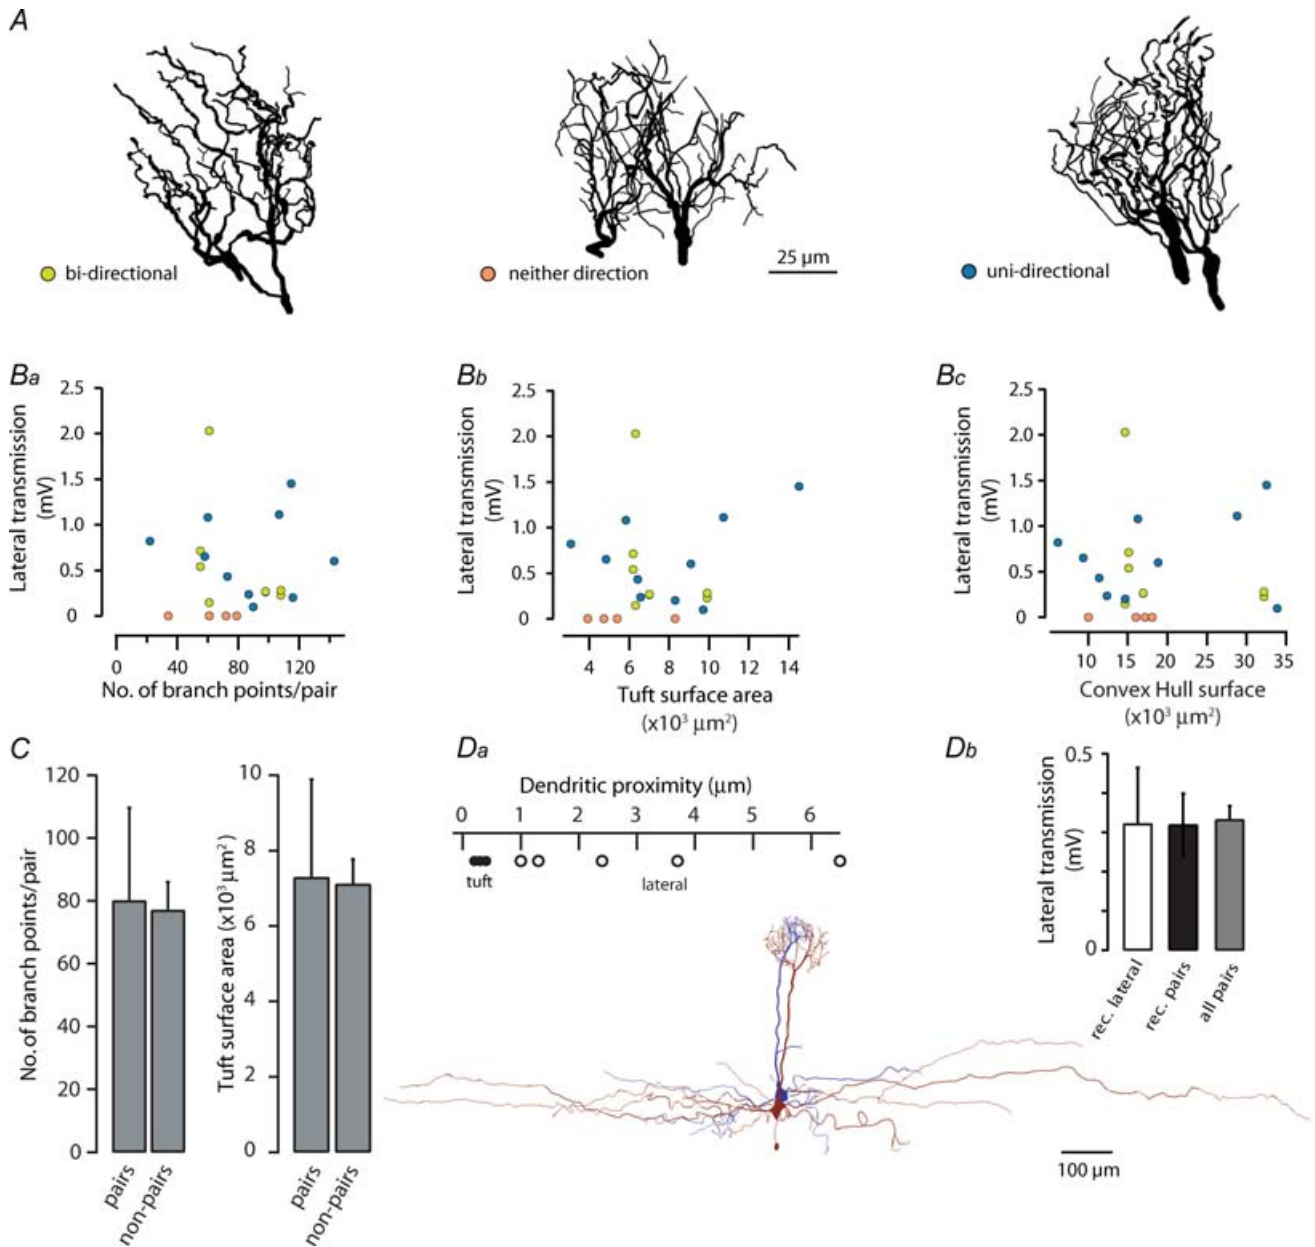 A
bi-directional
neither direction
25 µm
uni-directional
Ba
Lateral transmission
(mV)
2.5
2.0
1.5
1.0
0.5
0
0 40 80 120
No. of branch points/pair
Bb
Lateral transmission
(mV)
2.5
2.0
1.5
1.0
0.5
0
4 6 8 10 12 14
Tuft surface area
(x10³ µm²)
Bc
Lateral transmission
(mV)
2.5
2.0
1.5
1.0
0.5
0
10 15 20 25 30 35
Convex Hull surface
(x10³ µm²)
C
No. of branch points/pair
120
100
80
60
40
20
0
pairs
non-pairs
Tuft surface area (x10³ µm²)
10
8
6
4
2
0
pairs
non-pairs
Da
Dendritic proximity (µm)
0 1 2 3 4 5 6
tuft
lateral
100 µm
Db
Lateral transmission
(mV)
0.5
0
rec. lateral
rec. pairs
all pairs